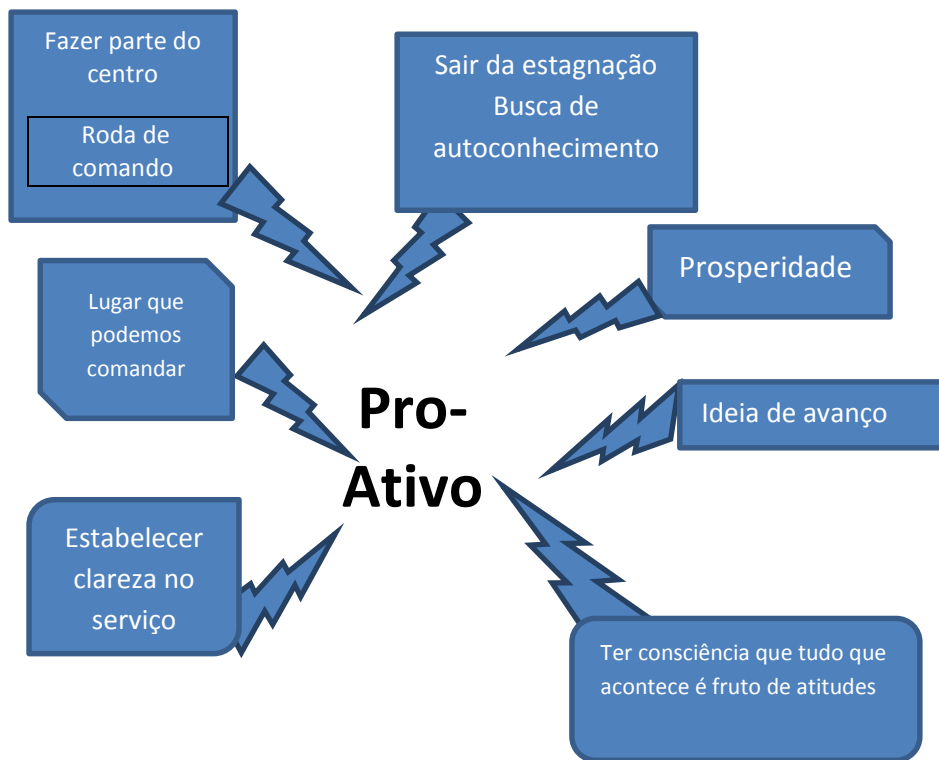 Fazer parte do
centro
Roda de
comando
Sair da estagnação
Busca de
autoconhecimento
Prosperidade
Lugar que
podemos
comandar
Pro-
Ativo
Ideia de avanço
Estabelecer
clareza no
serviço
Ter consciência que tudo que
acontece é fruto de atitudes